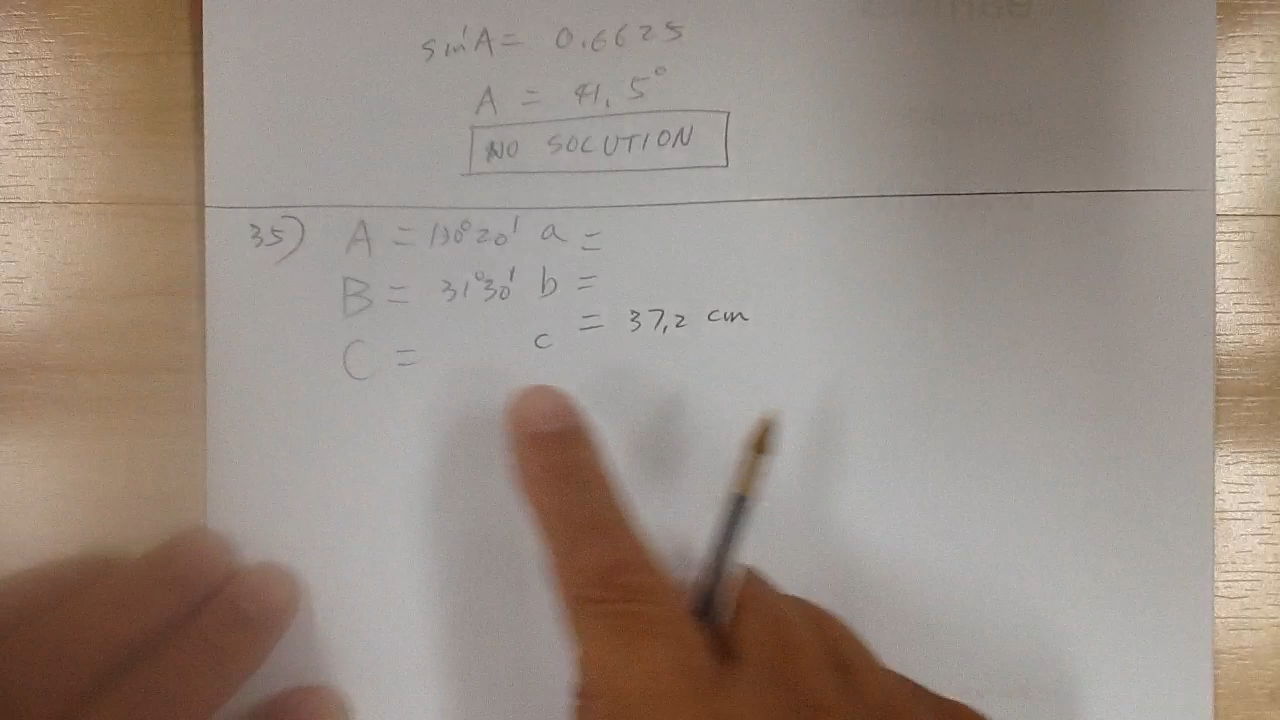 sin A = 0.6625
A = 41.5°
NO SOLUTION
35) A = 130°20' a =
B = 31°30' b =
C = c = 37.2 cm